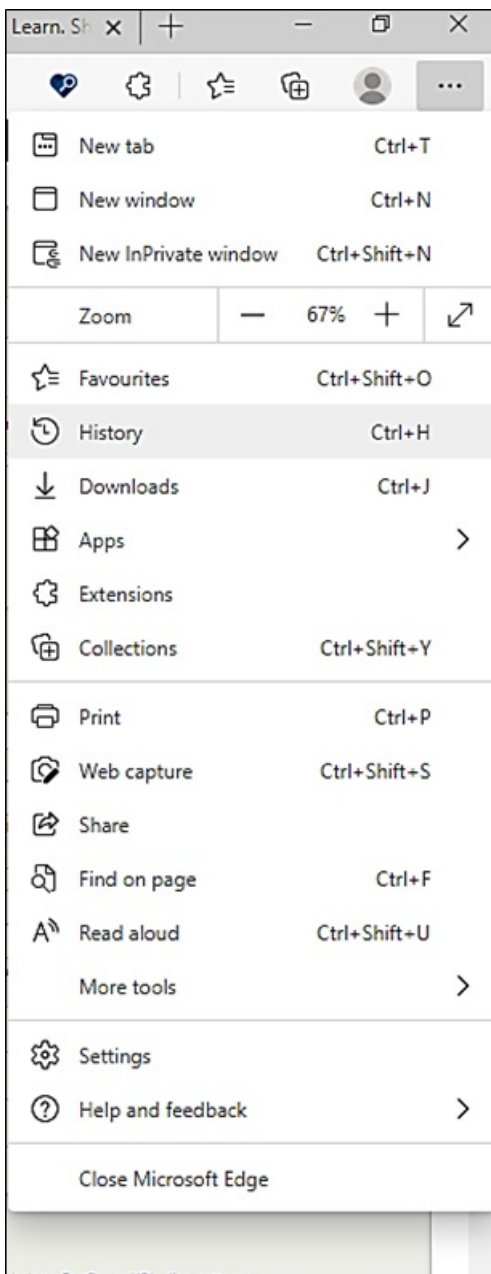 Learn. Sh
New tab Ctrl+T
New window Ctrl+N
New InPrivate window Ctrl+Shift+N
Zoom — 67% +
Favourites Ctrl+Shift+O
History Ctrl+H
Downloads Ctrl+J
Apps
Extensions
Collections Ctrl+Shift+Y
Print Ctrl+P
Web capture Ctrl+Shift+S
Share
Find on page Ctrl+F
Read aloud Ctrl+Shift+U
More tools
Settings
Help and feedback
Close Microsoft Edge